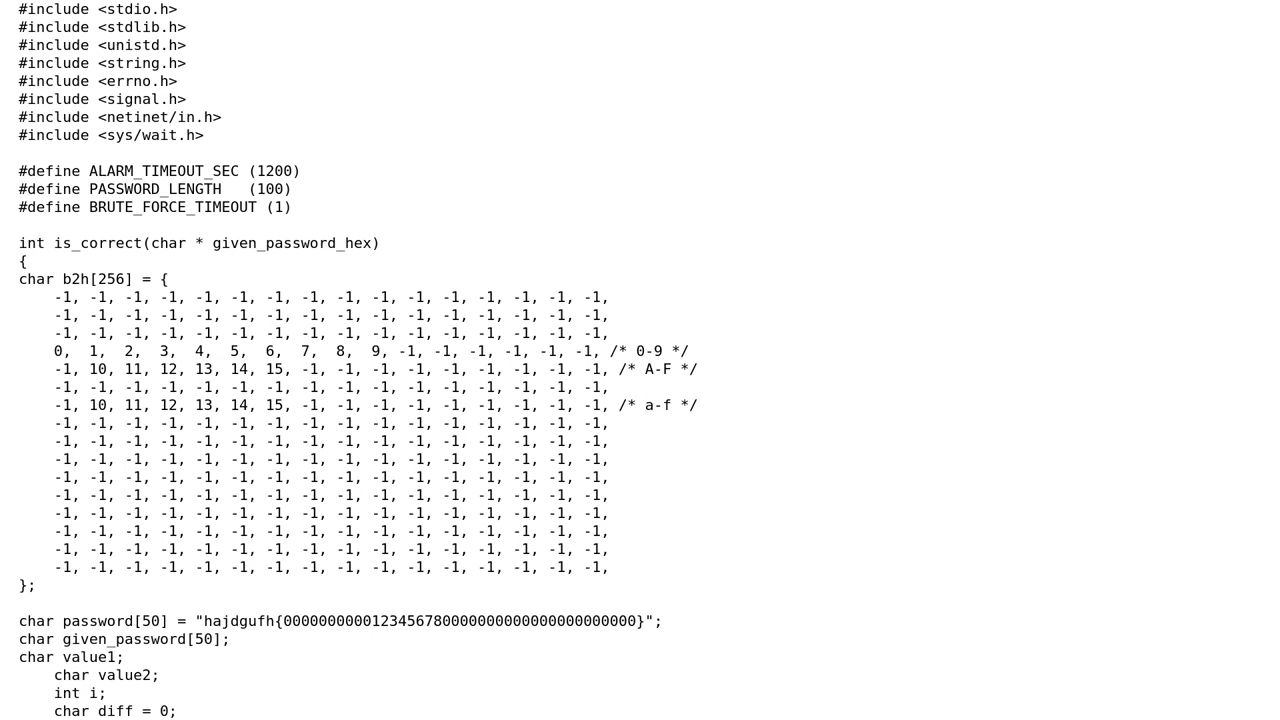 #include <stdio.h>
#include <stdlib.h>
#include <unistd.h>
#include <string.h>
#include <errno.h>
#include <signal.h>
#include <netinet/in.h>
#include <sys/wait.h>
#define ALARM_TIMEOUT_SEC (1200)
#define PASSWORD_LENGTH   (100)
#define BRUTE_FORCE_TIMEOUT (1)
int is_correct(char * given_password_hex)
{
char b2h[256] = {
    -1, -1, -1, -1, -1, -1, -1, -1, -1, -1, -1, -1, -1, -1, -1, -1,
    -1, -1, -1, -1, -1, -1, -1, -1, -1, -1, -1, -1, -1, -1, -1, -1,
    -1, -1, -1, -1, -1, -1, -1, -1, -1, -1, -1, -1, -1, -1, -1, -1,
    0,  1,  2,  3,  4,  5,  6,  7,  8,  9, -1, -1, -1, -1, -1, -1, /* 0-9 */
    -1, 10, 11, 12, 13, 14, 15, -1, -1, -1, -1, -1, -1, -1, -1, -1, /* A-F */
    -1, -1, -1, -1, -1, -1, -1, -1, -1, -1, -1, -1, -1, -1, -1, -1,
    -1, 10, 11, 12, 13, 14, 15, -1, -1, -1, -1, -1, -1, -1, -1, -1, /* a-f */
    -1, -1, -1, -1, -1, -1, -1, -1, -1, -1, -1, -1, -1, -1, -1, -1,
    -1, -1, -1, -1, -1, -1, -1, -1, -1, -1, -1, -1, -1, -1, -1, -1,
    -1, -1, -1, -1, -1, -1, -1, -1, -1, -1, -1, -1, -1, -1, -1, -1,
    -1, -1, -1, -1, -1, -1, -1, -1, -1, -1, -1, -1, -1, -1, -1, -1,
    -1, -1, -1, -1, -1, -1, -1, -1, -1, -1, -1, -1, -1, -1, -1, -1,
    -1, -1, -1, -1, -1, -1, -1, -1, -1, -1, -1, -1, -1, -1, -1, -1,
    -1, -1, -1, -1, -1, -1, -1, -1, -1, -1, -1, -1, -1, -1, -1, -1,
    -1, -1, -1, -1, -1, -1, -1, -1, -1, -1, -1, -1, -1, -1, -1, -1,
    -1, -1, -1, -1, -1, -1, -1, -1, -1, -1, -1, -1, -1, -1, -1, -1,
};
char password[50] = "hajdgufh{0000000000123456780000000000000000000000}";
char given_password[50];
char value1;
    char value2;
    int i;
    char diff = 0;